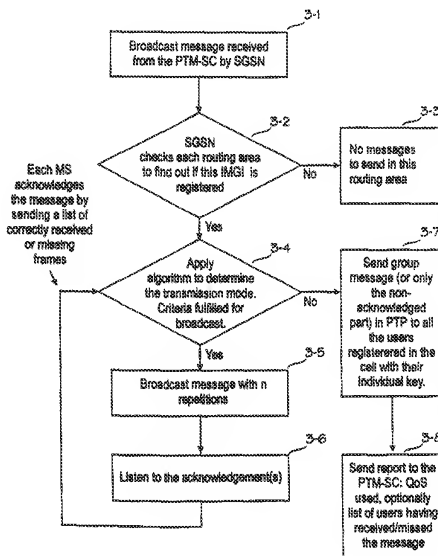 3-1
Broadcast message received
from the PTM-SC by SGSN
3-2
SGSN
checks each routing area
to find out if this IMGI is
registered
No
3-3
No messages
to send in this
routing area
Yes
Each MS
acknowledges
the message by
sending a list of
correctly received
or missing
frames
3-4
Apply
algorithm to determine
the transmission mode.
Criteria fulfilled for
broadcast.
No
3-7
Send group
message (or only
the non-
acknowledged
part) in PTP to all
the users
registerered in the
cell with their
individual key.
Yes
3-5
Broadcast message with n
repetitions
3-6
Listen to the acknowledgement(s)
3-8
Send report to the
PTM-SC: QoS
used, optionally
list of users having
received/missed
the message